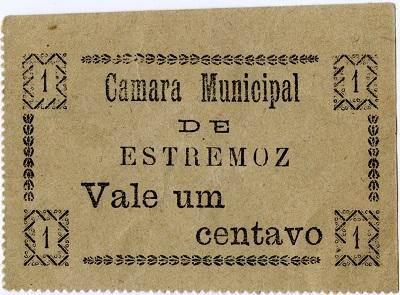 1 1
Camara Municipal
DE
ESTREMOZ
Vale um
centavo
1 1